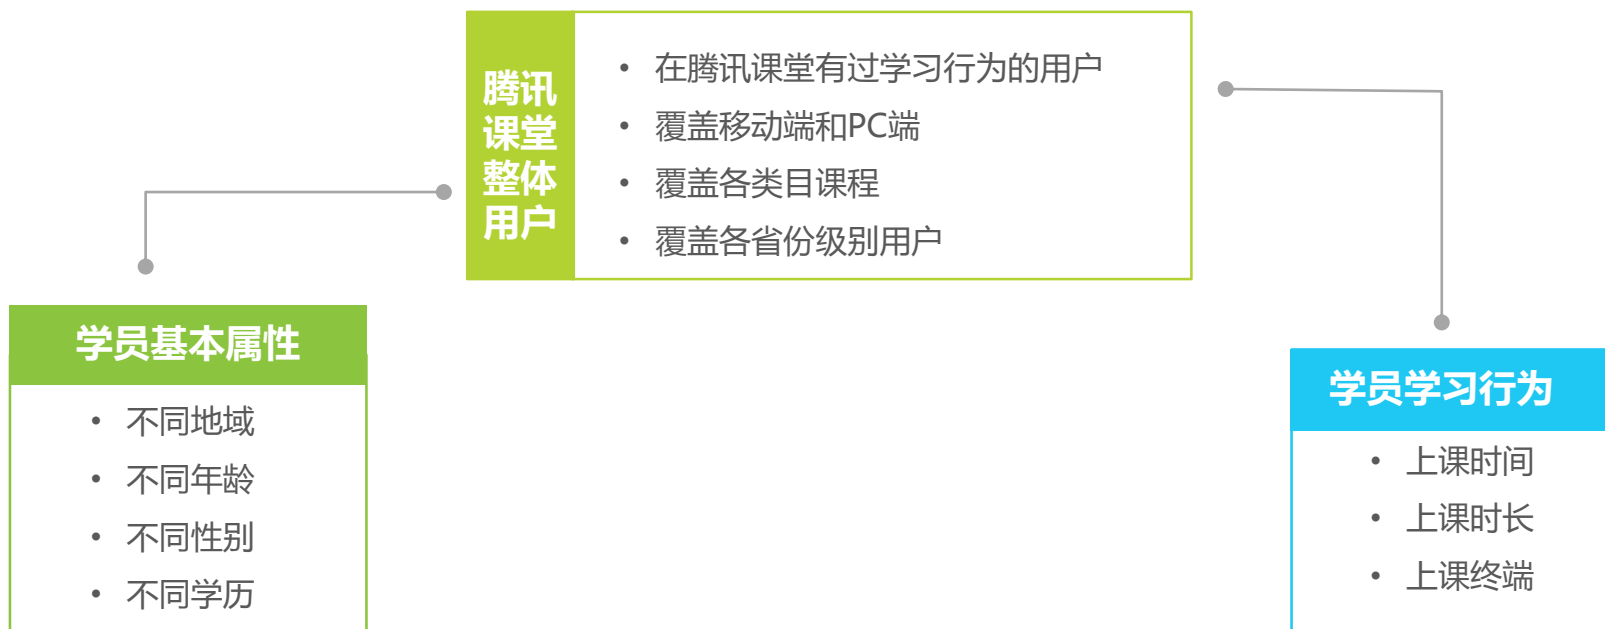 腾讯
课堂
整体
用户
• 在腾讯课堂有过学习行为的用户
• 覆盖移动端和PC端
• 覆盖各类目课程
• 覆盖各省份级别用户
学员基本属性
• 不同地域
• 不同年龄
• 不同性别
• 不同学历
学员学习行为
• 上课时间
• 上课时长
• 上课终端